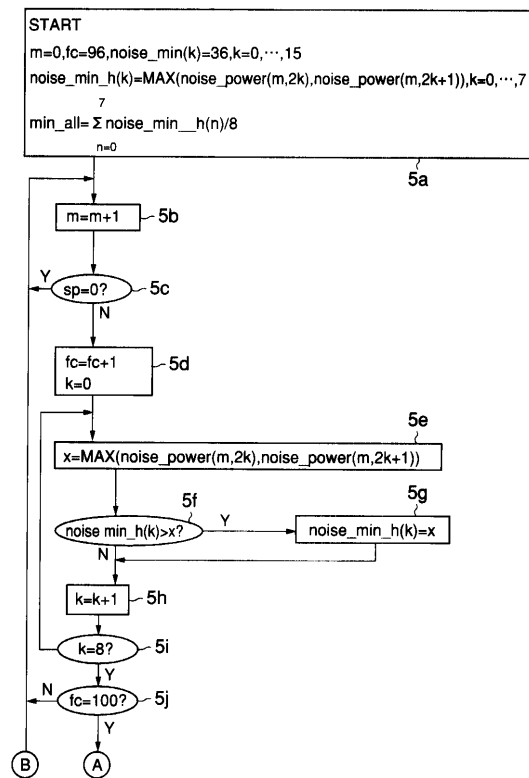 START
m=0,fc=96,noise_min(k)=36,k=0,⋯,15
noise_min_h(k)=MAX(noise_power(m,2k),noise_power(m,2k+1)),k=0,⋯,7
7
min_all= Σ noise_min__h(n)/8
n=0
5a
m=m+1
5b
Y
sp=0?
5c
N
fc=fc+1
k=0
5d
5e
x=MAX(noise_power(m,2k),noise_power(m,2k+1))
5f
5g
noise min_h(k)>x?
Y
noise_min_h(k)=x
N
k=k+1
5h
k=8?
5i
Y
N
fc=100?
5j
Y
B
A